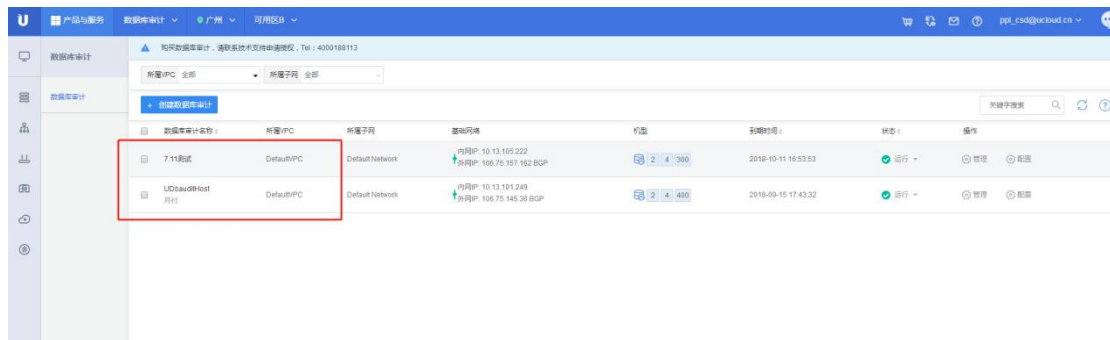 U 产品与服务 数据库审计 广州 可用区B ppl_csd@ucloud.cn
数据库审计
购买数据库审计，请联系技术支持申请授权，Tel：4000188113
所属VPC 全部 所属子网 全部
数据库审计
+ 创建数据库审计 关键字搜索
数据库审计名称 所属VPC 所属子网 基础网络 机型 到期时间 状态 操作
7.11测试 DefaultVPC Default Network 内网IP: 10.13.105.222 2 4 300 2018-10-11 16:53:53 运行 管理 配置
外网IP: 106.75.157.162 BGP
UDbauditHost DefaultVPC Default Network 内网IP: 10.13.101.249 2 4 400 2018-09-15 17:43:32 运行 管理 配置
月付 外网IP: 106.75.145.36 BGP